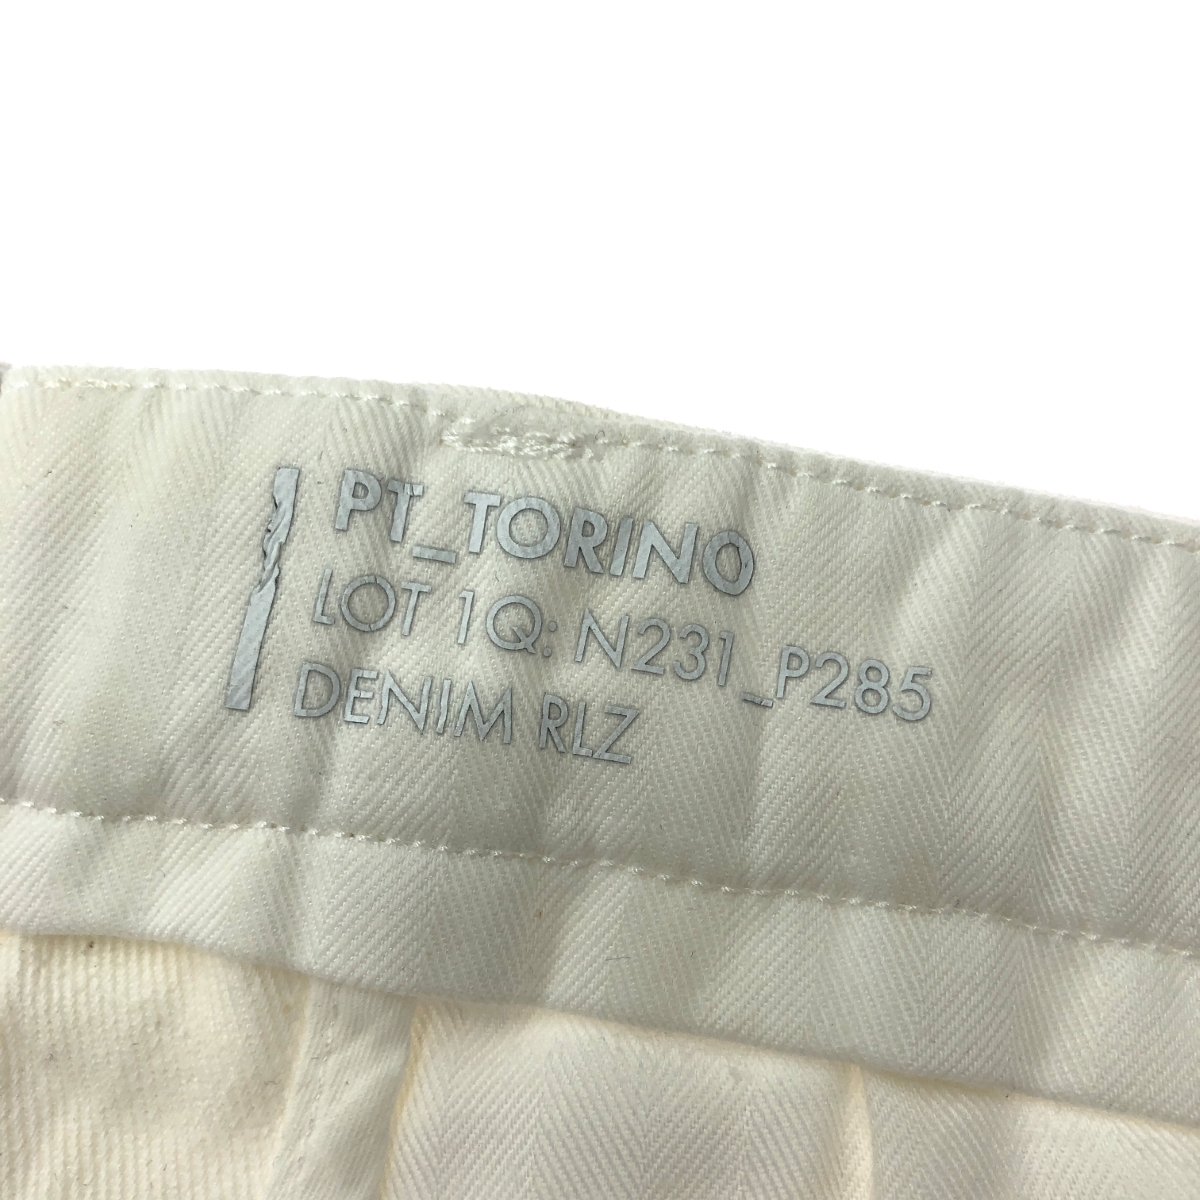 PT_TORINO
LOT 1Q: N231_P285
DENIM RLZ